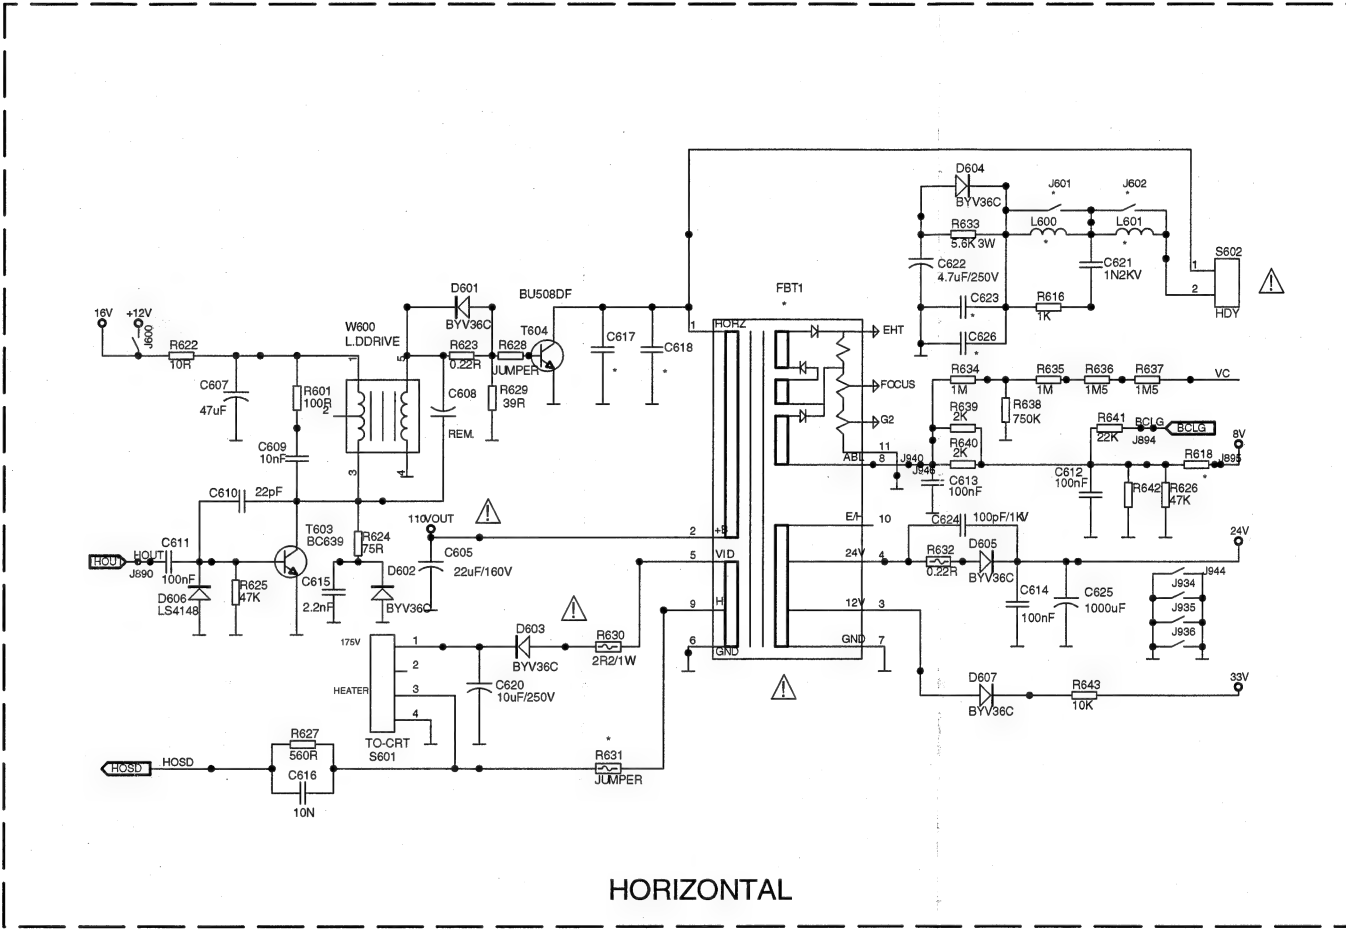 D604
BYV36C
J601
*
J602
R633
5.6K 3W
L600
*
L601
*
C622
4.7uF/250V
C621
1N2KV
S602
1
2
HDY
C623
*
R616
1K
C626
*
16V
+12V
J600
R622
10R
C607
47uF
R601
100R
C609
10nF
W600
L.DDRIVE
1
2
3
4
5
D601
BYV36C
R623
0.22R
R628
JUMPER
BU508DF
T604
C608
REM.
R629
39R
C617
*
C618
*
FBT1
*
1
HORZ
EHT
FOCUS
G2
11
ABL
8
J940
J946
R634
1M
R635
1M
R636
1M5
R637
1M5
VC
R638
750K
R639
2K
R640
2K
R641
22K
BCLG
J894
BCLG
8V
R618
*
J895
C613
100nF
C612
100nF
R642
R626
47K
C610
22pF
T603
BC639
R624
75R
HOUT
HOUT
J890
C611
100nF
D606
LS4148
R625
47K
C615
2.2nF
D602
BYV36C
110VOUT
C605
22uF/160V
2
+B
5
VID
9
H
6
GND
E/H
10
24V
4
12V
3
GND
7
C624
100pF/1KV
R632
0.22R
D605
BYV36C
24V
C614
100nF
C625
1000uF
J944
J934
J935
J936
D607
BYV36C
R643
10K
33V
175V
HEATER
1
2
3
4
TO-CRT
S601
C620
10uF/250V
D603
BYV36C
R630
2R2/1W
*
R631
JUMPER
HOSD
HOSD
R627
560R
C616
10N
HORIZONTAL